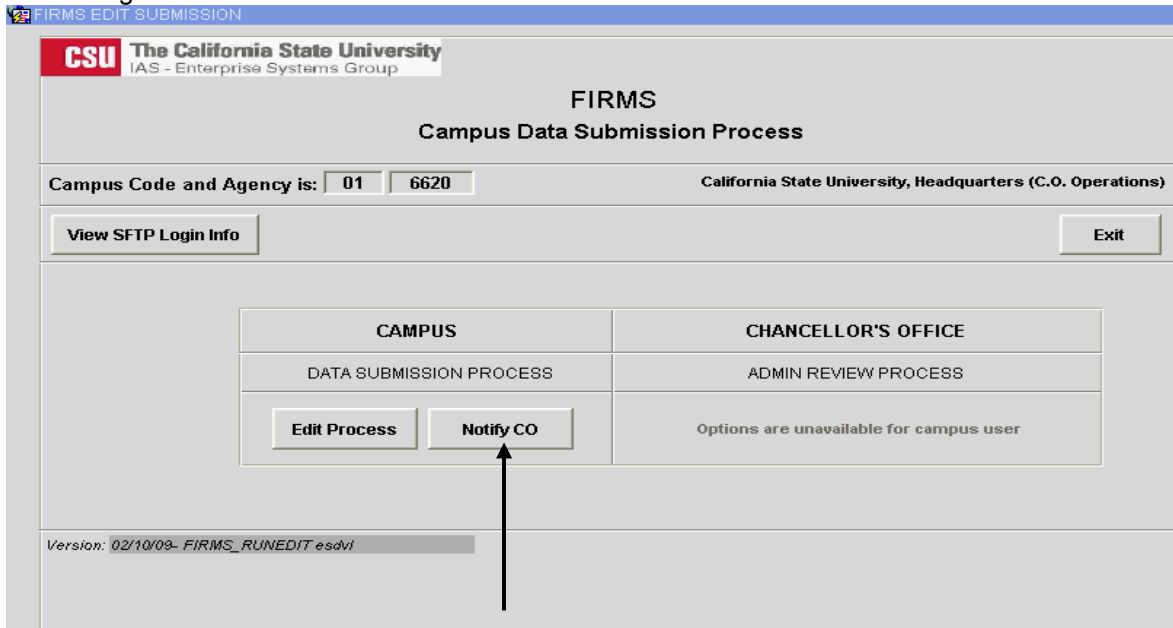 FIRMS EDIT SUBMISSION
CSU The California State University
IAS - Enterprise Systems Group
FIRMS
Campus Data Submission Process
Campus Code and Agency is: 01 6620 California State University, Headquarters (C.O. Operations)
View SFTP Login Info Exit
CAMPUS CHANCELLOR'S OFFICE
DATA SUBMISSION PROCESS ADMIN REVIEW PROCESS
Edit Process Notify CO Options are unavailable for campus user
Version: 02/10/09- FIRMS_RUNEDIT esdvl